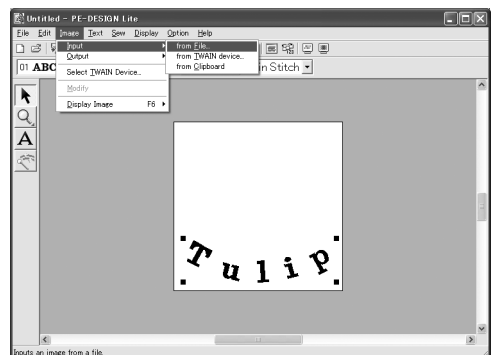 Untitled - PE-DESIGN Lite
File Edit Image Text Sew Display Option Help
Input
from File...
Output
from TWAIN device...
01 ABC
from Clipboard
n Stitch
Select TWAIN Device...
Modify
Display Image F6
A
Tulip
Inputs an image from a file.